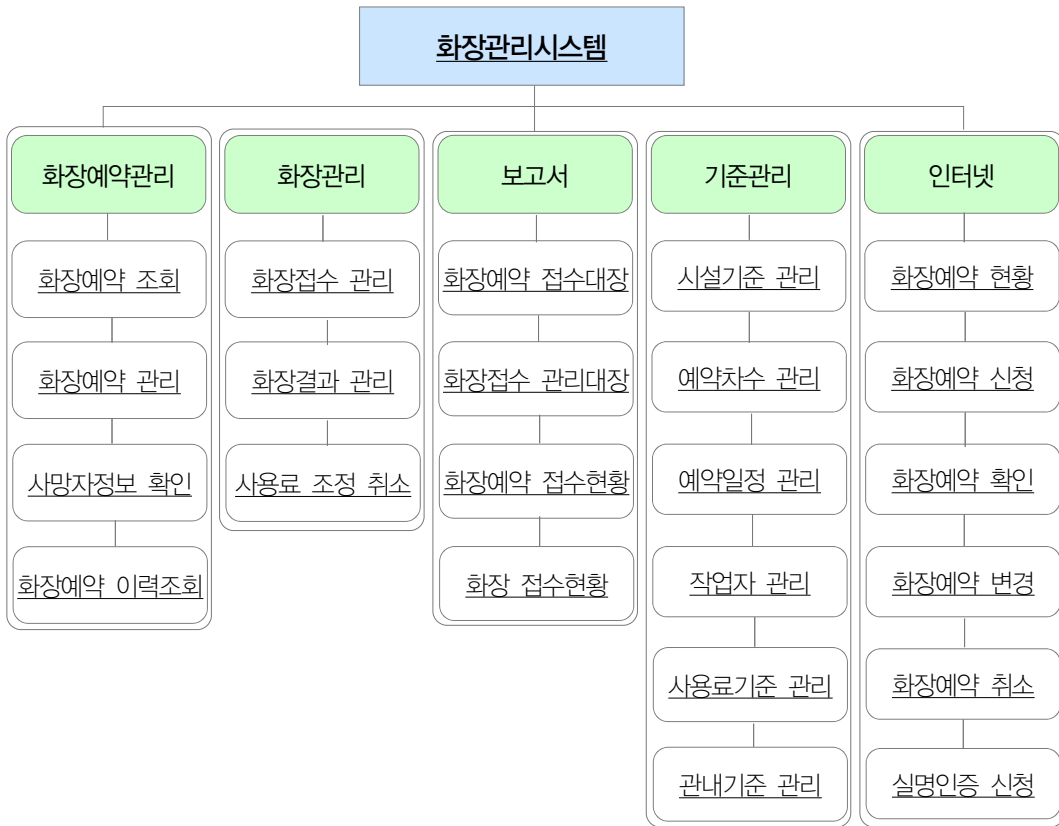 화장관리시스템
화장예약관리
화장예약 조회
화장예약 관리
사망자정보 확인
화장예약 이력조회
화장관리
화장접수 관리
화장결과 관리
사용료 조정 취소
보고서
화장예약 접수대장
화장접수 관리대장
화장예약 접수현황
화장 접수현황
기준관리
시설기준 관리
예약차수 관리
예약일정 관리
작업자 관리
사용료기준 관리
관내기준 관리
인터넷
화장예약 현황
화장예약 신청
화장예약 확인
화장예약 변경
화장예약 취소
실명인증 신청